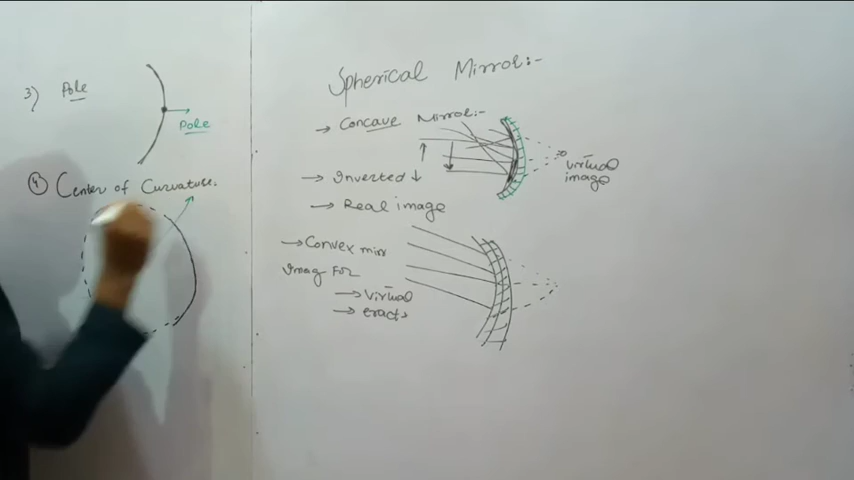 3) Pole
Pole
4) Center of Curvature.
Spherical Mirror:-
→ Concave Mirror:-
virtual
image
→ Inverted ↓
→ Real image
→ Convex mirr
Imag For
→ virtual
→ eract